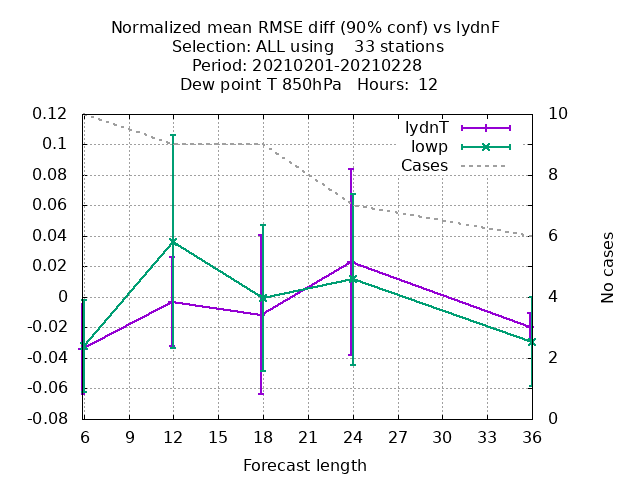 Normalized mean RMSE diff (90% conf) vs lydnF
Selection: ALL using    33 stations
Period: 20210201-20210228
Dew point T 850hPa   Hours:  12
lydnT
lowp
Cases
0.12
0.1
0.08
0.06
0.04
0.02
0
-0.02
-0.04
-0.06
-0.08
10
8
6
4
2
0
No cases
6 9 12 15 18 21 24 27 30 33 36
Forecast length